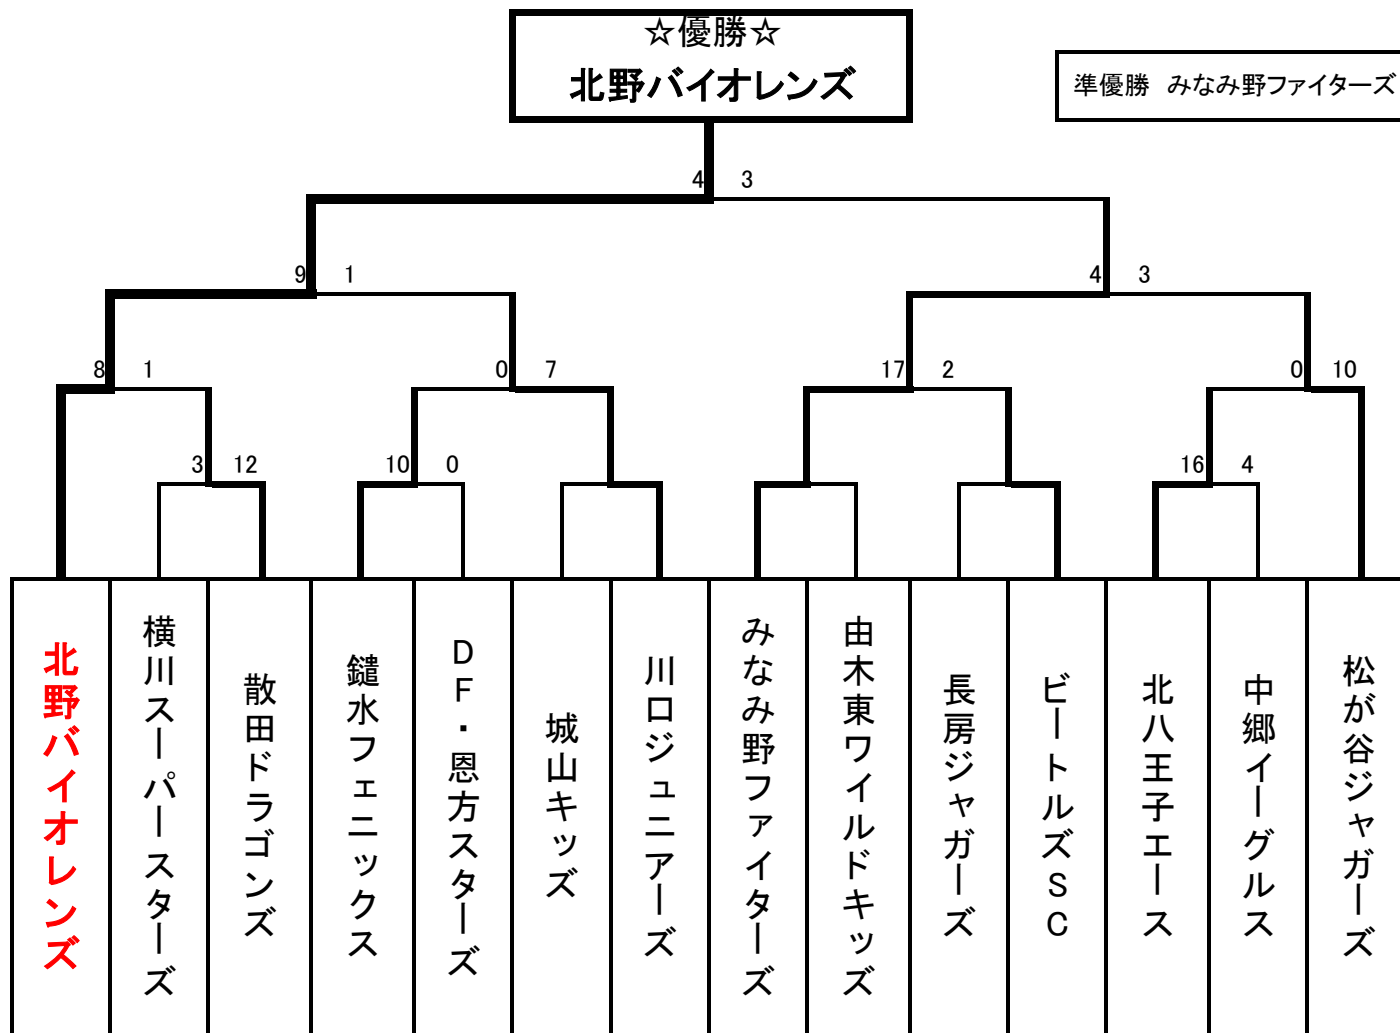 ☆優勝☆
北野バイオレンズ
準優勝 みなみ野ファイターズ
4 3
9 1
4 3
8 1
0 7
17 2
0 10
3 12
10 0
16 4
北野バイオレンズ
横川スーパースターズ
散田ドラゴンズ
鑓水フェニックス
DF・恩方スターズ
城山キッズ
川口ジュニアーズ
みなみ野ファイターズ
由木東ワイルドキッズ
長房ジャガーズ
ビートルズSC
北八王子エース
中郷イーグルス
松が谷ジャガーズ